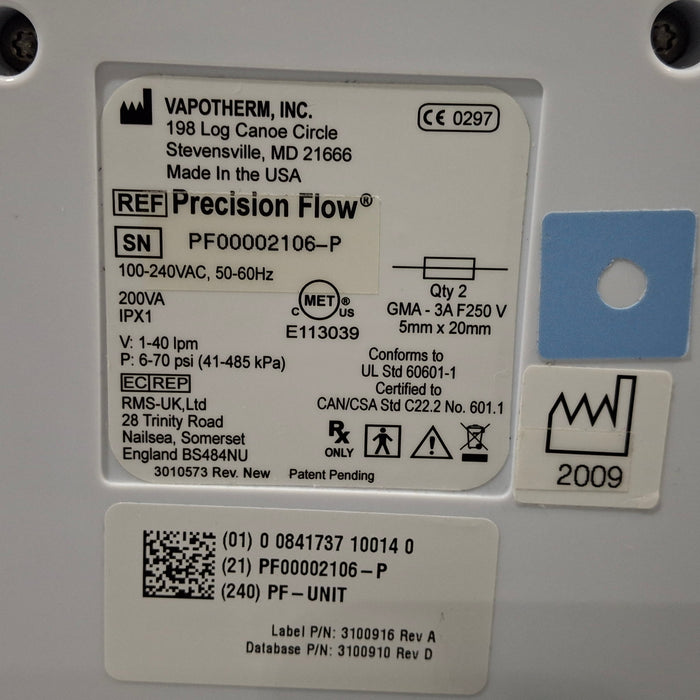 VAPOTHERM, INC.
198 Log Canoe Circle
Stevensville, MD 21666
Made In the USA
CE 0297
REF Precision Flow®
SN PF00002106-P
100-240VAC, 50-60Hz
200VA
IPX1
V: 1-40 lpm
P: 6-70 psi (41-485 kPa)
c MET ® US
E113039
Qty 2
GMA - 3A F250 V
5mm x 20mm
Conforms to
UL Std 60601-1
Certified to
CAN/CSA Std C22.2 No. 601.1
EC REP
RMS-UK,Ltd
28 Trinity Road
Nailsea, Somerset
England BS484NU
Rx ONLY
3010573 Rev. New Patent Pending
2009
(01) 0 0841737 10014 0
(21) PF00002106-P
(240) PF-UNIT
Label P/N: 3100916 Rev A
Database P/N: 3100910 Rev D